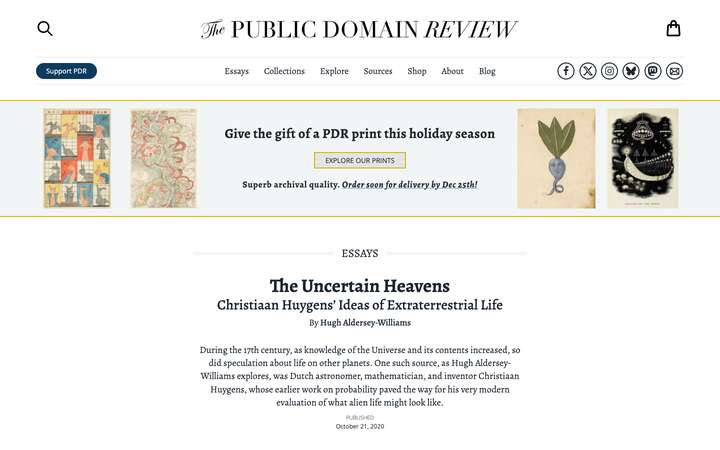 The PUBLIC DOMAIN REVIEW
Support PDR
Essays Collections Explore Sources Shop About Blog
Give the gift of a PDR print this holiday season
EXPLORE OUR PRINTS
Superb archival quality. Order soon for delivery by Dec 25th!
ESSAYS
The Uncertain Heavens
Christiaan Huygens' Ideas of Extraterrestrial Life
By Hugh Aldersey-Williams
During the 17th century, as knowledge of the Universe and its contents increased, so
did speculation about life on other planets. One such source, as Hugh Aldersey-
Williams explores, was Dutch astronomer, mathematician, and inventor Christiaan
Huygens, whose earlier work on probability paved the way for his very modern
evaluation of what alien life might look like.
PUBLISHED
October 21, 2020